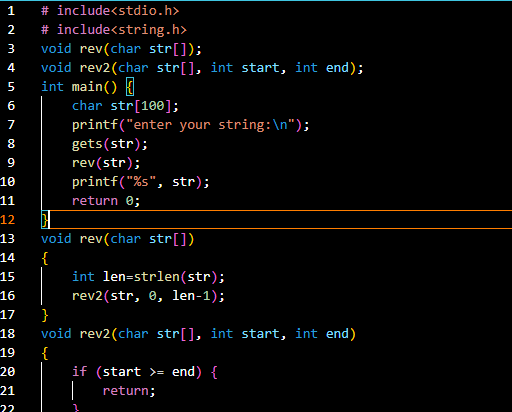 1 # include<stdio.h>
2 # include<string.h>
3 void rev(char str[]);
4 void rev2(char str[], int start, int end);
5 int main() {
6     char str[100];
7     printf("enter your string:\n");
8     gets(str);
9     rev(str);
10     printf("%s", str);
11     return 0;
12 }
13 void rev(char str[])
14 {
15     int len=strlen(str);
16     rev2(str, 0, len-1);
17 }
18 void rev2(char str[], int start, int end)
19 {
20     if (start >= end) {
21         return;
22     }